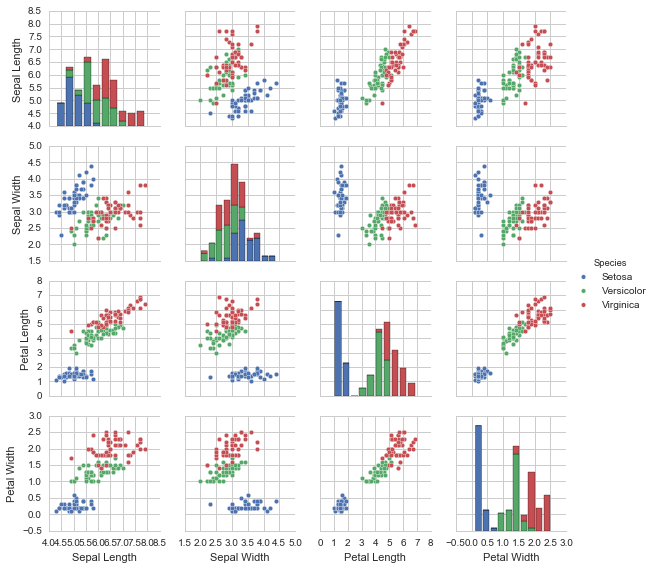 8.5
8.0
7.5
7.0
6.5
6.0
5.5
5.0
4.5
4.0
Sepal Length
5.0
4.5
4.0
3.5
3.0
2.5
2.0
1.5
Sepal Width
Species
Setosa
Versicolor
Virginica
8
7
6
5
4
3
2
1
0
Petal Length
3.0
2.5
2.0
1.5
1.0
0.5
0.0
−0.5
Petal Width
4.04.55.05.56.06.57.07.58.08.5
Sepal Length
1.5 2.0 2.5 3.0 3.5 4.0 4.5 5.0
Sepal Width
0 1 2 3 4 5 6 7 8
Petal Length
−0.50.0 0.5 1.0 1.5 2.0 2.5 3.0
Petal Width